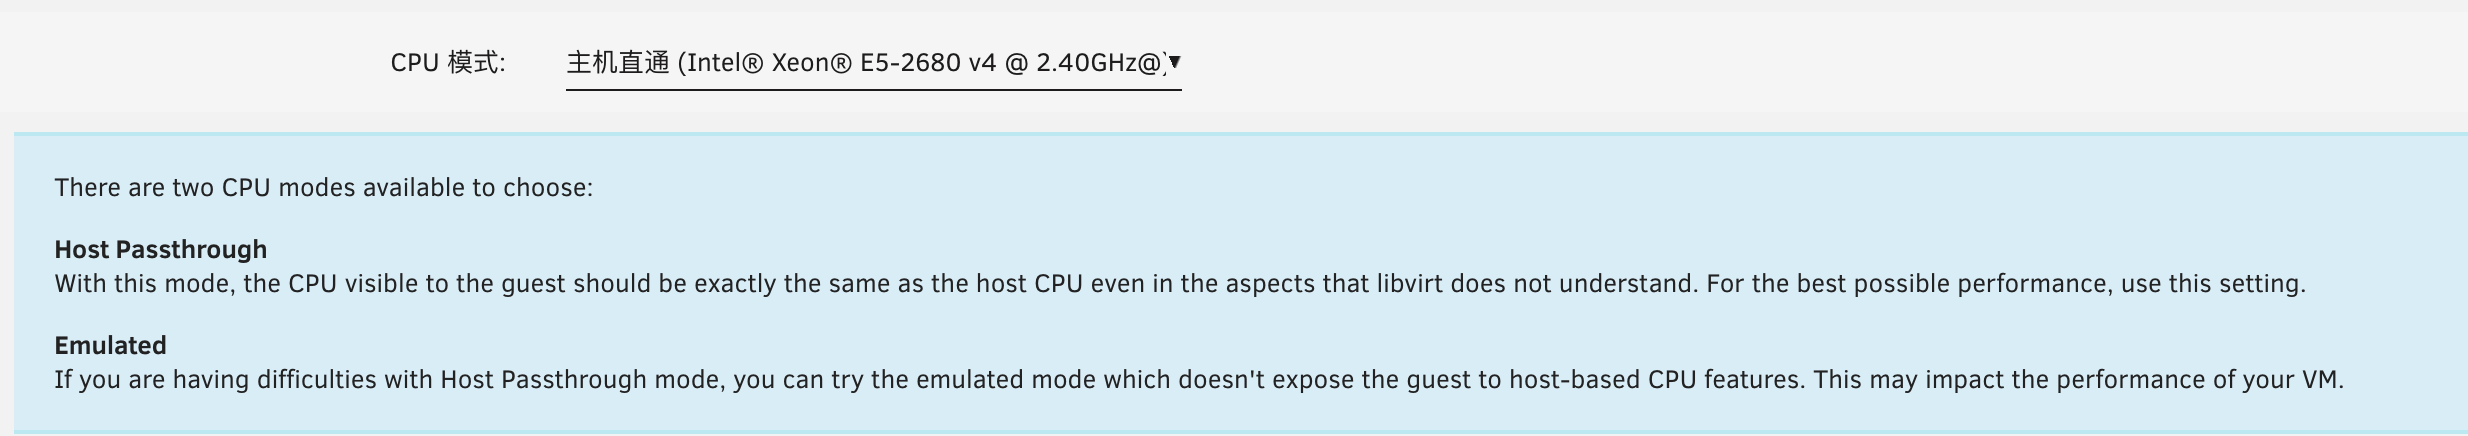 CPU 模式:
主机直通 (Intel® Xeon® E5-2680 v4 @ 2.40GHz@)
There are two CPU modes available to choose:
Host Passthrough
With this mode, the CPU visible to the guest should be exactly the same as the host CPU even in the aspects that libvirt does not understand. For the best possible performance, use this setting.
Emulated
If you are having difficulties with Host Passthrough mode, you can try the emulated mode which doesn't expose the guest to host-based CPU features. This may impact the performance of your VM.